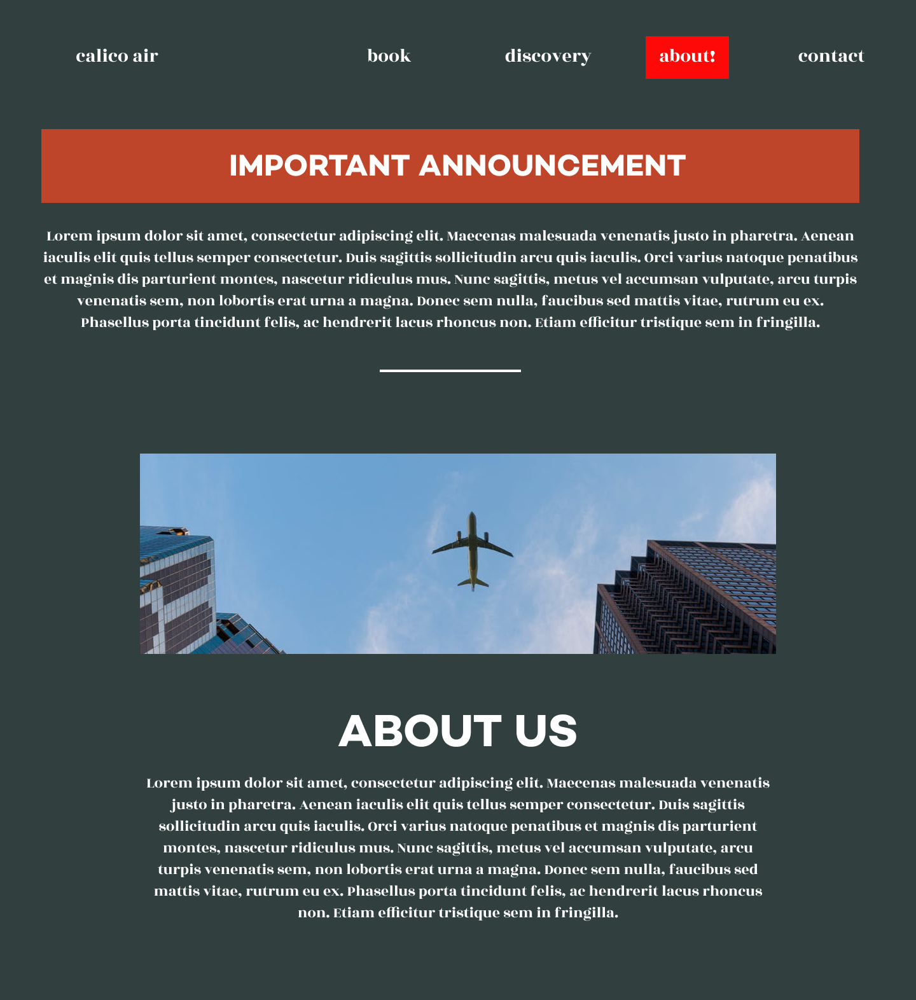 calico air book discovery about! contact
IMPORTANT ANNOUNCEMENT
Lorem ipsum dolor sit amet, consectetur adipiscing elit. Maecenas malesuada venenatis justo in pharetra. Aenean
iaculis elit quis tellus semper consectetur. Duis sagittis sollicitudin arcu quis iaculis. Orci varius natoque penatibus
et magnis dis parturient montes, nascetur ridiculus mus. Nunc sagittis, metus vel accumsan vulputate, arcu turpis
venenatis sem, non lobortis erat urna a magna. Donec sem nulla, faucibus sed mattis vitae, rutrum eu ex.
Phasellus porta tincidunt felis, ac hendrerit lacus rhoncus non. Etiam efficitur tristique sem in fringilla.
ABOUT US
Lorem ipsum dolor sit amet, consectetur adipiscing elit. Maecenas malesuada venenatis
justo in pharetra. Aenean iaculis elit quis tellus semper consectetur. Duis sagittis
sollicitudin arcu quis iaculis. Orci varius natoque penatibus et magnis dis parturient
montes, nascetur ridiculus mus. Nunc sagittis, metus vel accumsan vulputate, arcu
turpis venenatis sem, non lobortis erat urna a magna. Donec sem nulla, faucibus sed
mattis vitae, rutrum eu ex. Phasellus porta tincidunt felis, ac hendrerit lacus rhoncus
non. Etiam efficitur tristique sem in fringilla.